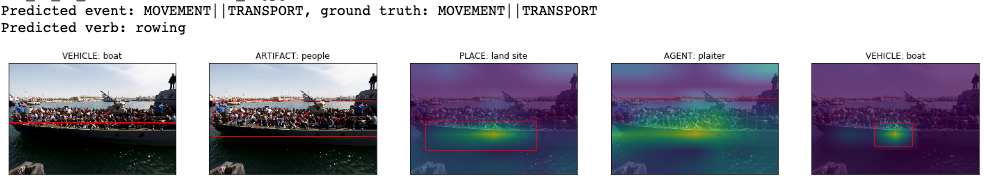 Predicted event: MOVEMENT||TRANSPORT, ground truth: MOVEMENT||TRANSPORT
Predicted verb: rowing
VEHICLE: boat
ARTIFACT: people
PLACE: land site
AGENT: plaiter
VEHICLE: boat